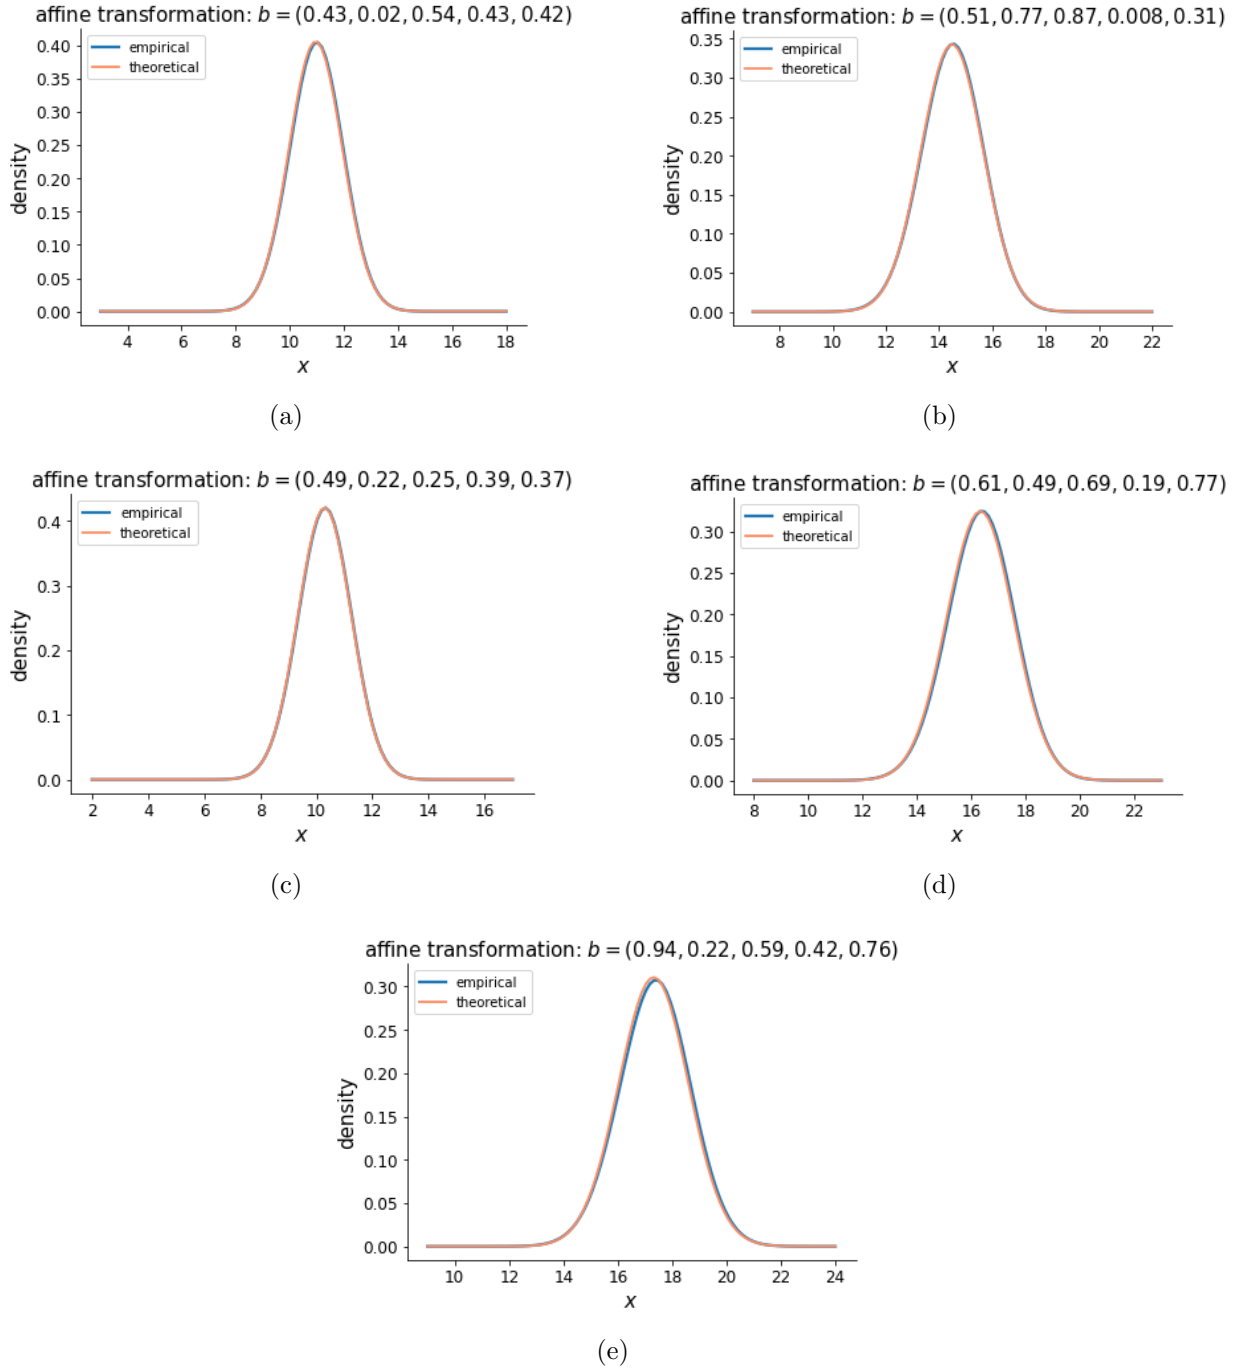 affine transformation: b = (0.43, 0.02, 0.54, 0.43, 0.42)
empirical
theoretical
0.40
0.35
0.30
0.25
0.20
0.15
0.10
0.05
0.00
density
4 6 8 10 12 14 16 18
x
(a)
affine transformation: b = (0.51, 0.77, 0.87, 0.008, 0.31)
empirical
theoretical
0.35
0.30
0.25
0.20
0.15
0.10
0.05
0.00
density
8 10 12 14 16 18 20 22
x
(b)
affine transformation: b = (0.49, 0.22, 0.25, 0.39, 0.37)
empirical
theoretical
0.4
0.3
0.2
0.1
0.0
density
2 4 6 8 10 12 14 16
x
(c)
affine transformation: b = (0.61, 0.49, 0.69, 0.19, 0.77)
empirical
theoretical
0.30
0.25
0.20
0.15
0.10
0.05
0.00
density
8 10 12 14 16 18 20 22
x
(d)
affine transformation: b = (0.94, 0.22, 0.59, 0.42, 0.76)
empirical
theoretical
0.30
0.25
0.20
0.15
0.10
0.05
0.00
density
10 12 14 16 18 20 22 24
x
(e)